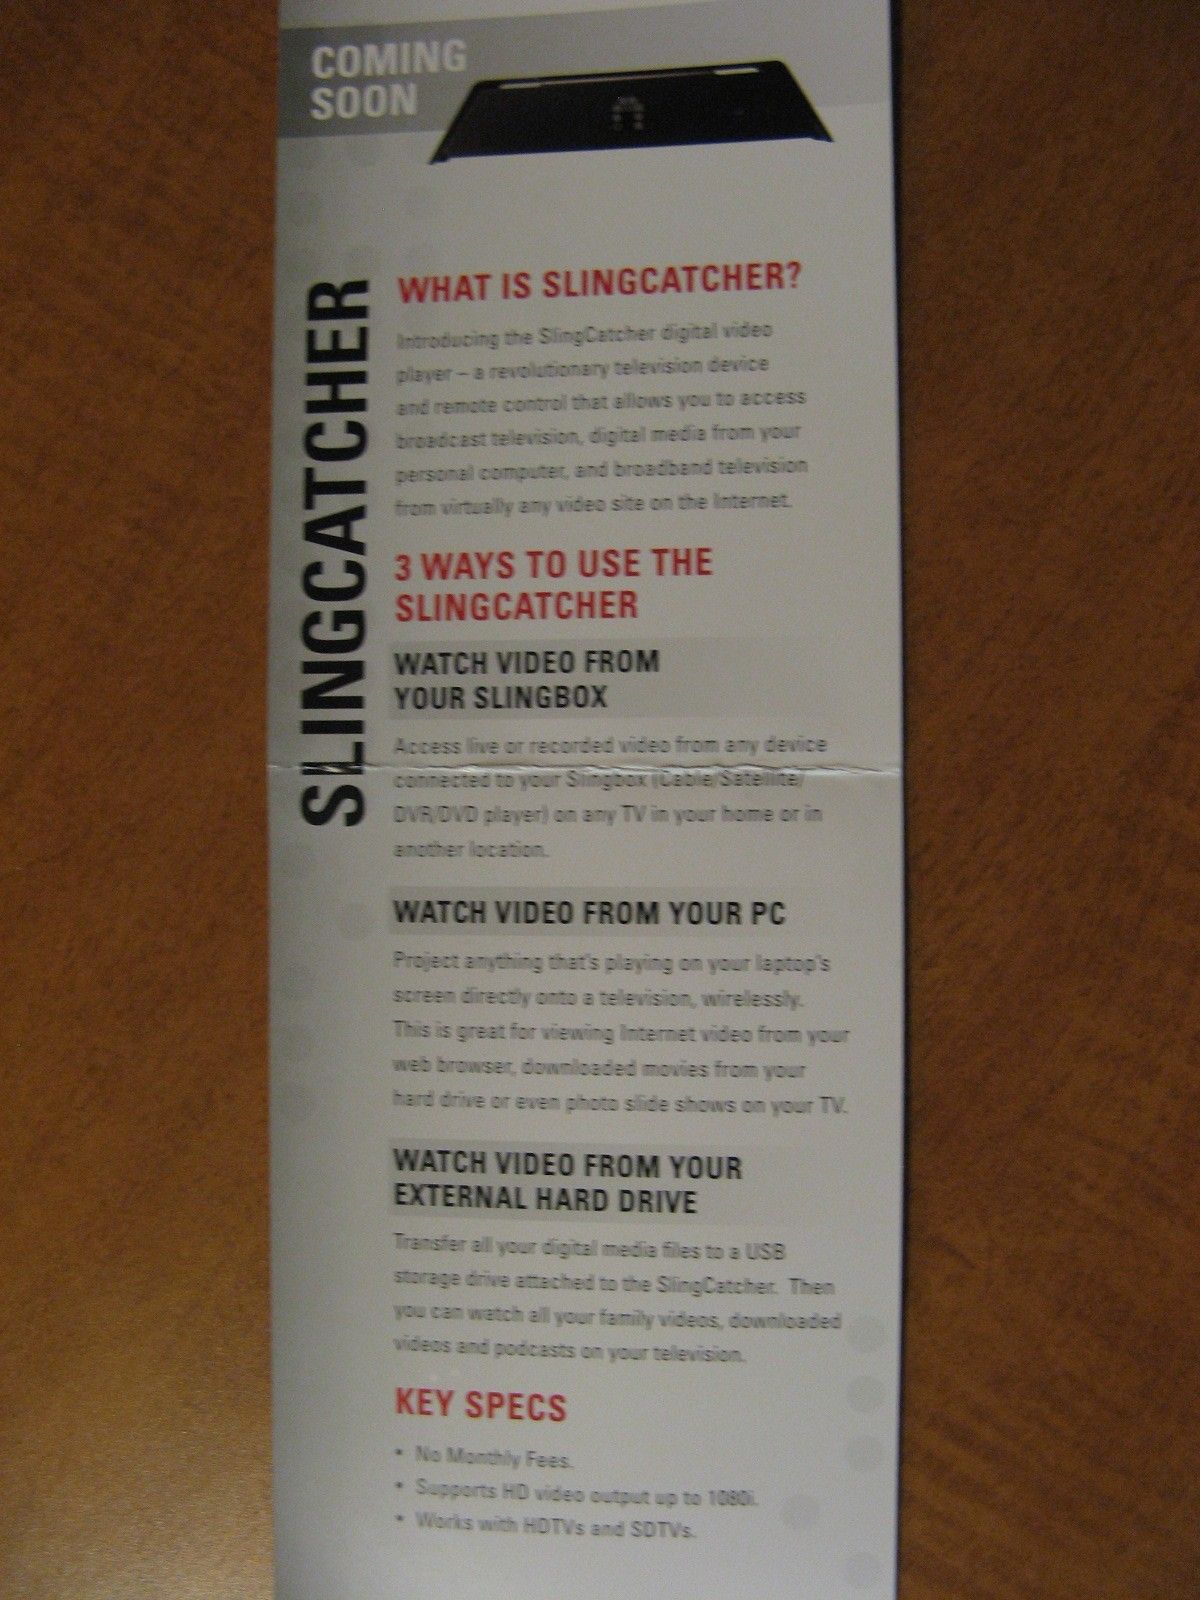 COMING
SOON
SLINGCATCHER
WHAT IS SLINGCATCHER?
Introducing the SlingCatcher digital video
player – a revolutionary television device
and remote control that allows you to access
broadcast television, digital media from your
personal computer, and broadband television
from virtually any video site on the Internet.
3 WAYS TO USE THE
SLINGCATCHER
WATCH VIDEO FROM
YOUR SLINGBOX
Access live or recorded video from any device
connected to your Slingbox (Cable/Satellite/
DVR/DVD player) on any TV in your home or in
another location.
WATCH VIDEO FROM YOUR PC
Project anything that's playing on your laptop's
screen directly onto a television, wirelessly.
This is great for viewing Internet video from your
web browser, downloaded movies from your
hard drive or even photo slide shows on your TV.
WATCH VIDEO FROM YOUR
EXTERNAL HARD DRIVE
Transfer all your digital media files to a USB
storage drive attached to the SlingCatcher. Then
you can watch all your family videos, downloaded
videos and podcasts on your television.
KEY SPECS
• No Monthly Fees.
• Supports HD video output up to 1080i.
• Works with HDTVs and SDTVs.